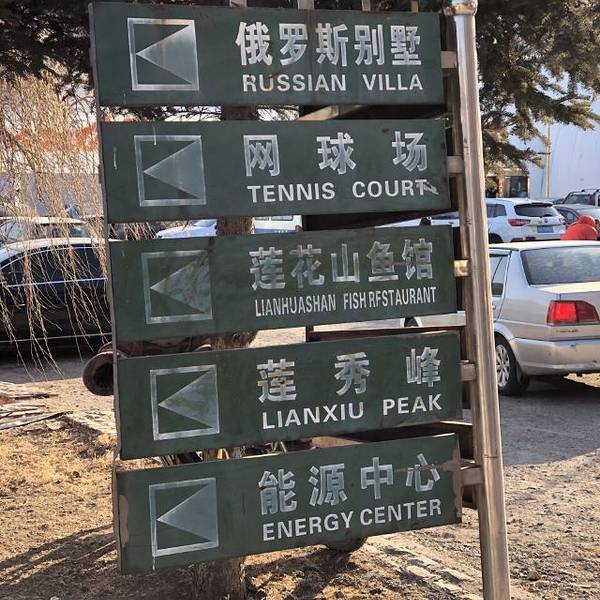 俄罗斯别墅
RUSSIAN VILLA
网球场
TENNIS COURT
莲花山鱼馆
LIANHUASHAN FISH RFSTAURANT
莲秀峰
LIANXIU PEAK
能源中心
ENERGY CENTER